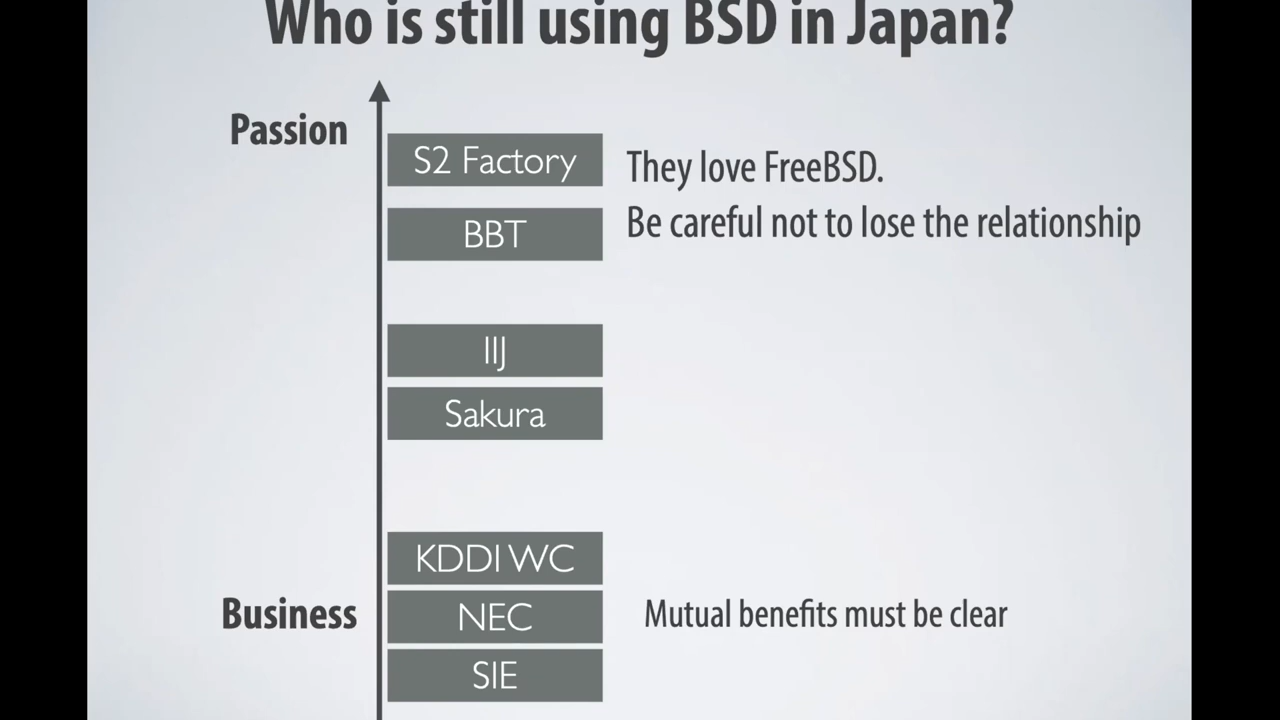 Who is still using BSD in Japan?
Passion
S2 Factory
They love FreeBSD.
BBT
Be careful not to lose the relationship
IIJ
Sakura
KDDI WC
Business
NEC
Mutual benefits must be clear
SIE